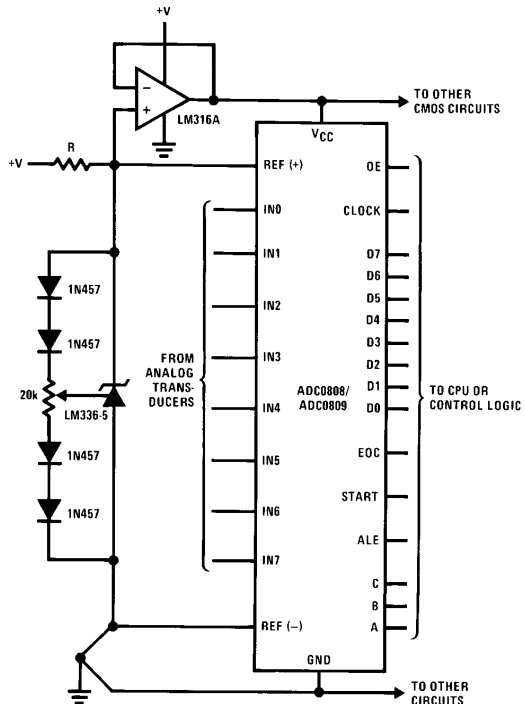 +V
−
+
LM316A
TO OTHER
CMOS CIRCUITS
VCC
R
+V
REF (+)
OE
IN0
CLOCK
IN1
D7
D6
1N457
IN2
D5
D4
1N457
IN3
D3
FROM
ANALOG
TRANS-
DUCERS
D2
20k
LM336-5
IN4
ADC0808/
ADC0809
D1
D0
TO CPU OR
CONTROL LOGIC
1N457
IN5
EOC
1N457
IN6
START
IN7
ALE
C
B
REF (−)
A
GND
TO OTHER
CIRCUITS